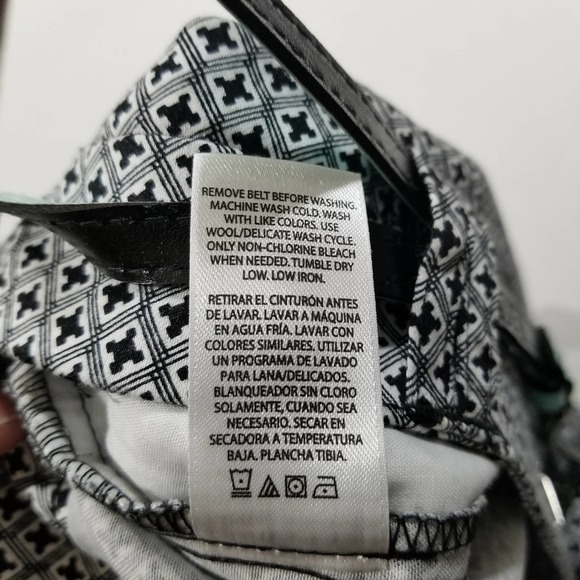 REMOVE BELT BEFORE WASHING.
MACHINE WASH COLD. WASH
WITH LIKE COLORS. USE
WOOL/DELICATE WASH CYCLE.
ONLY NON-CHLORINE BLEACH
WHEN NEEDED. TUMBLE DRY
LOW. LOW IRON.
RETIRAR EL CINTURÓN ANTES
DE LAVAR. LAVAR A MÁQUINA
EN AGUA FRÍA. LAVAR CON
COLORES SIMILARES. UTILIZAR
UN PROGRAMA DE LAVADO
PARA LANA/DELICADOS.
BLANQUEADOR SIN CLORO
SOLAMENTE, CUANDO SEA
NECESARIO. SECAR EN
SECADORA A TEMPERATURA
BAJA. PLANCHA TIBIA.